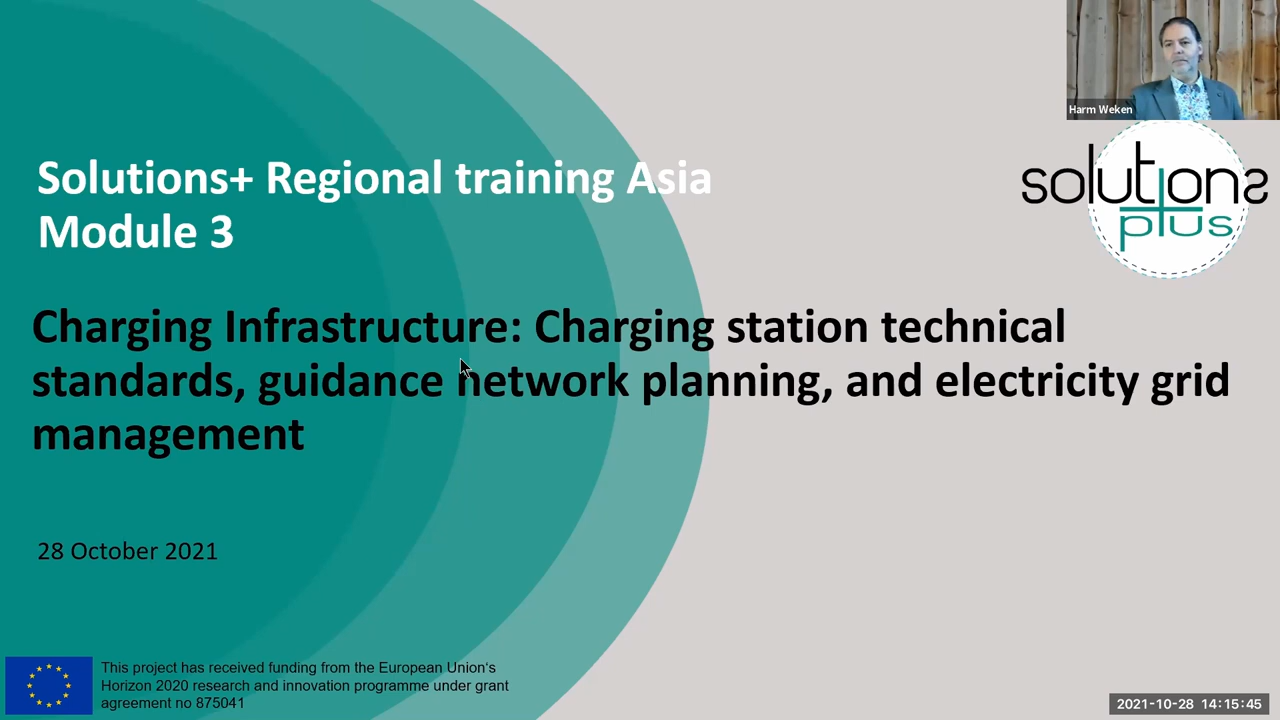 Harm Weken
solutions
plus
Solutions+ Regional training Asia
Module 3
Charging Infrastructure: Charging station technical
standards, guidance network planning, and electricity grid
management
28 October 2021
This project has received funding from the European Union‘s
Horizon 2020 research and innovation programme under grant
agreement no 875041
2021-10-28 14:15:45